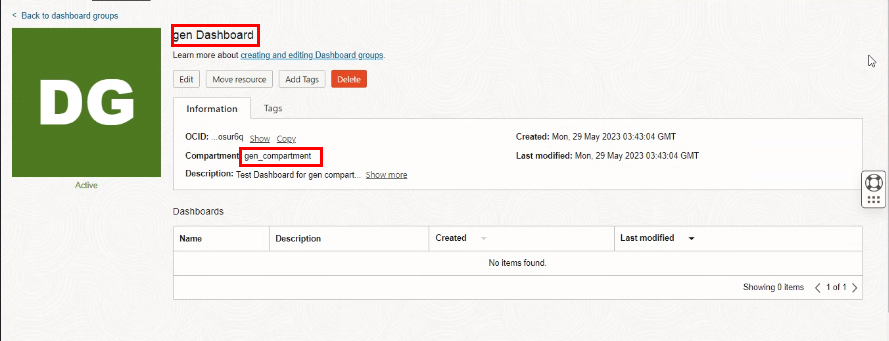 < Back to dashboard groups
DG
Active
gen Dashboard
Learn more about creating and editing Dashboard groups.
Edit Move resource Add Tags Delete
Information Tags
OCID: ...osur6q Show Copy
Created: Mon, 29 May 2023 03:43:04 GMT
Compartment: gen_compartment
Last modified: Mon, 29 May 2023 03:43:04 GMT
Description: Test Dashboard for gen compart... Show more
Dashboards
Name Description Created Last modified
No items found.
Showing 0 items < 1 of 1 >